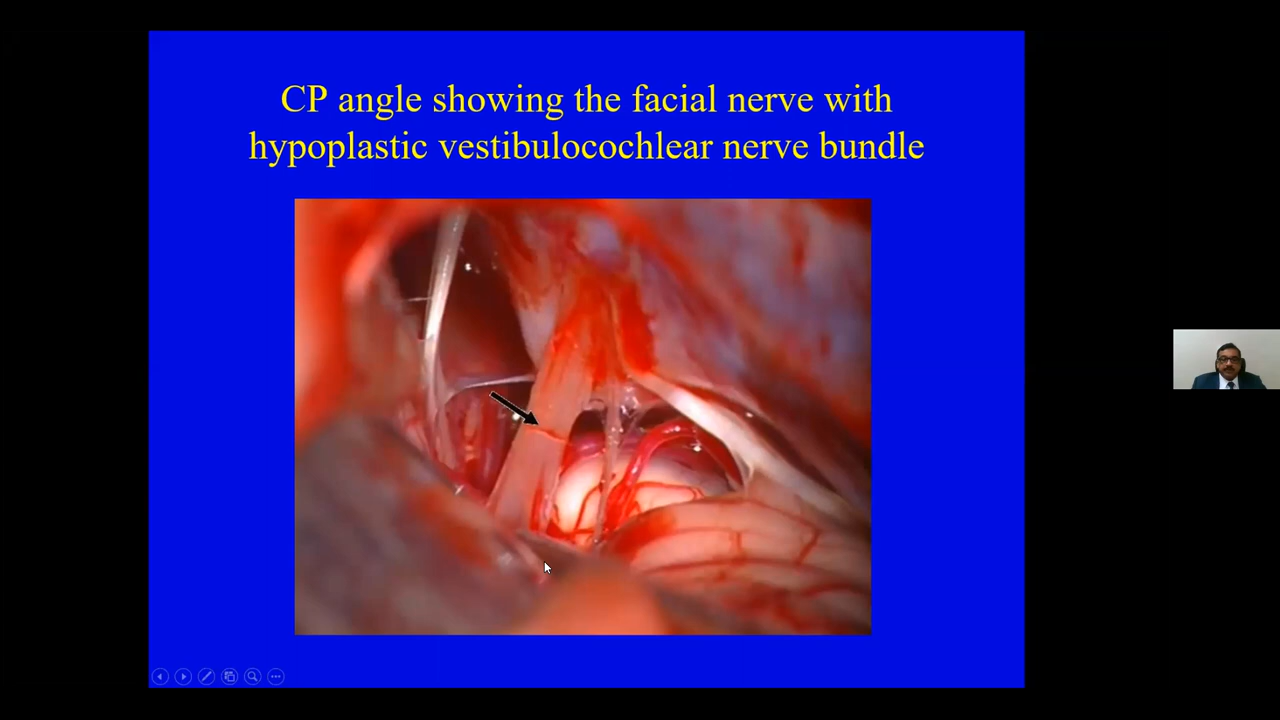 CP angle showing the facial nerve with
hypoplastic vestibulocochlear nerve bundle